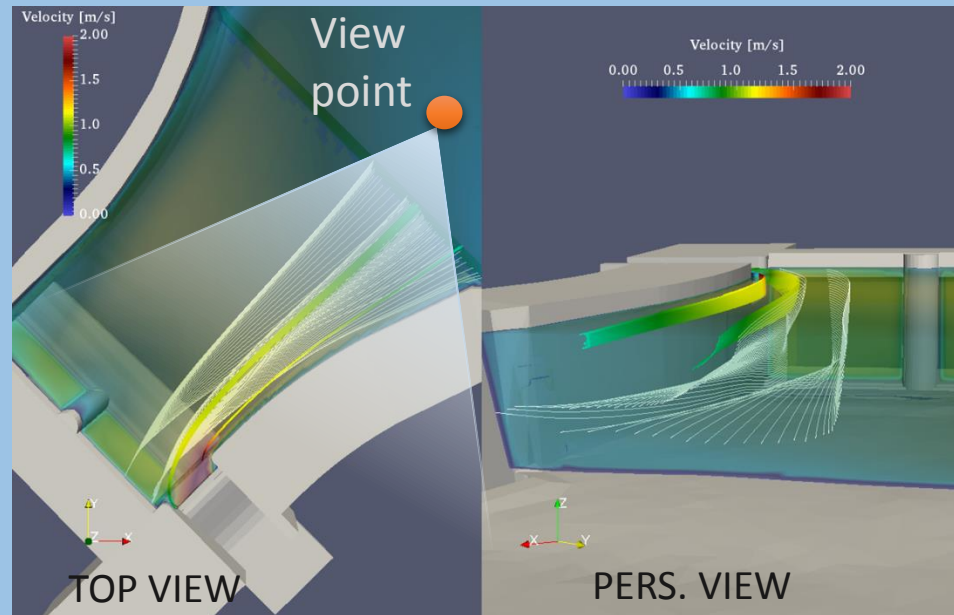 Velocity [m/s]
2.00
1.5
1.0
0.5
0.00
View
point
Y
Z
X
TOP VIEW
Velocity [m/s]
0.00 0.5 1.0 1.5 2.00
Z
X
Y
PERS. VIEW